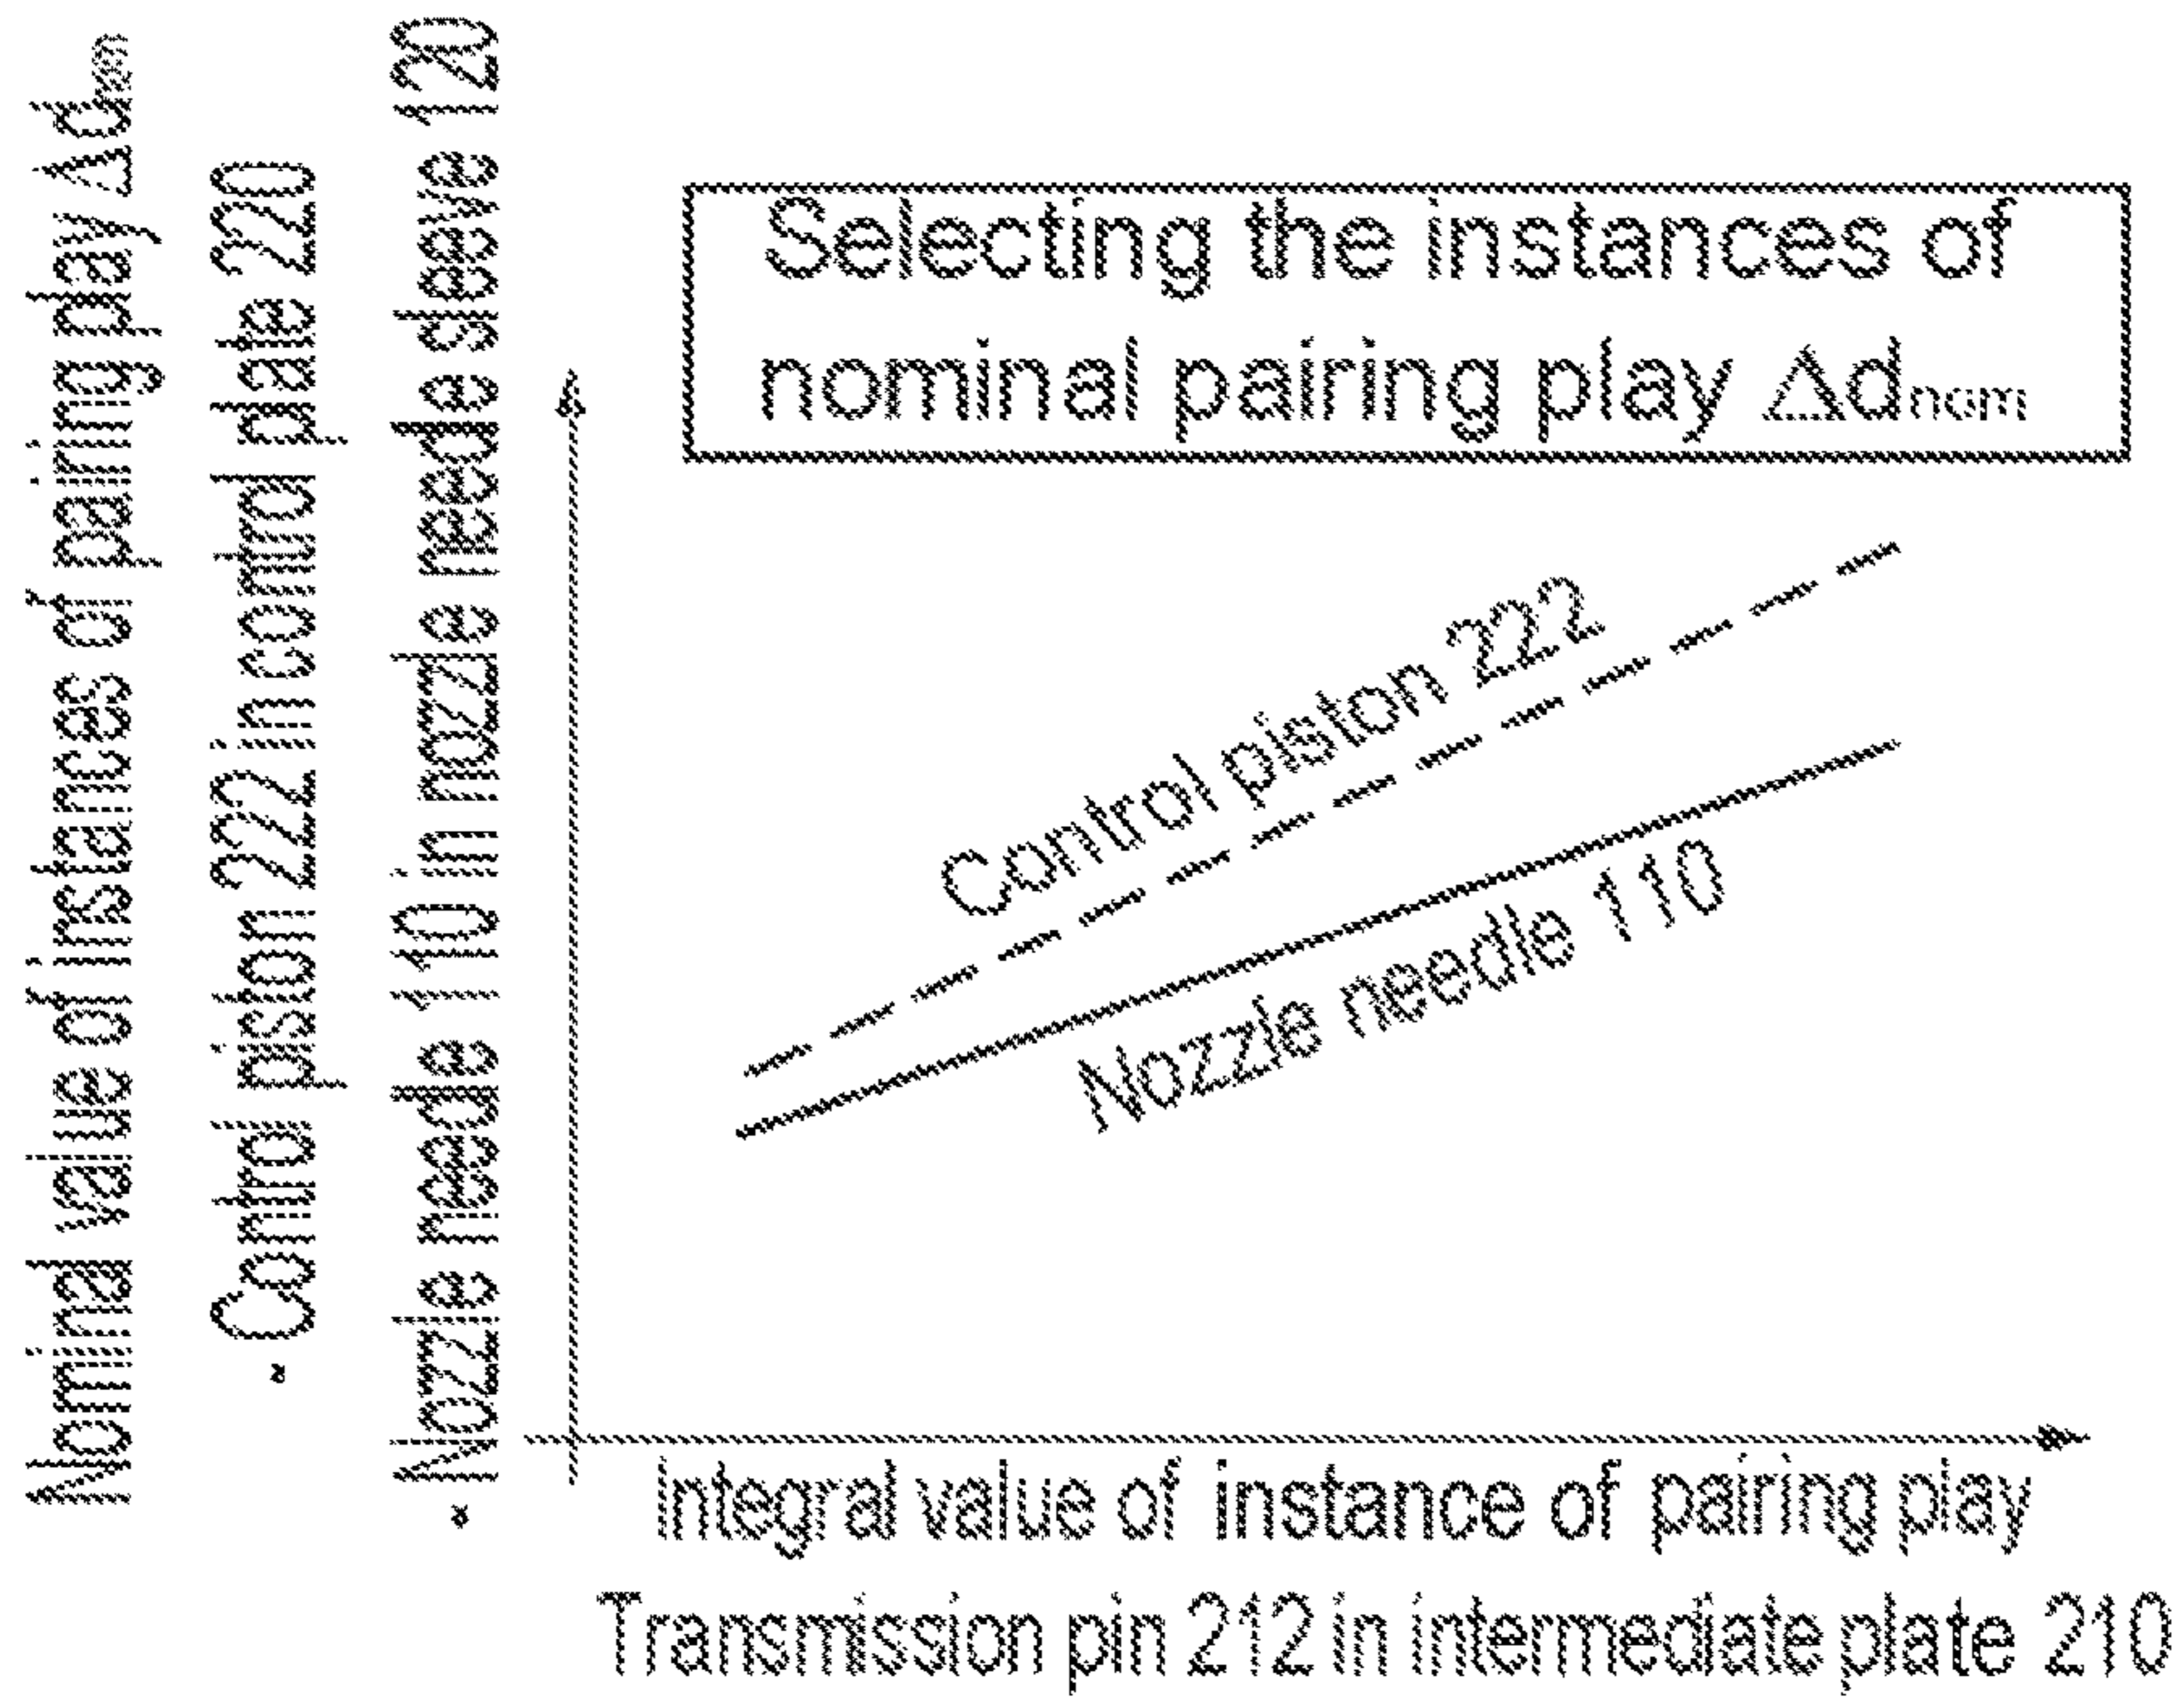 Nominal value of instances of pairing play Δdnom
- Control piston 222 in control plate 220
- Nozzle needle 110 in nozzle needle sleeve 120
Selecting the instances of
nominal pairing play Δdnom
Control piston 222
Nozzle needle 110
Integral value of instance of pairing play
Transmission pin 212 in intermediate plate 210